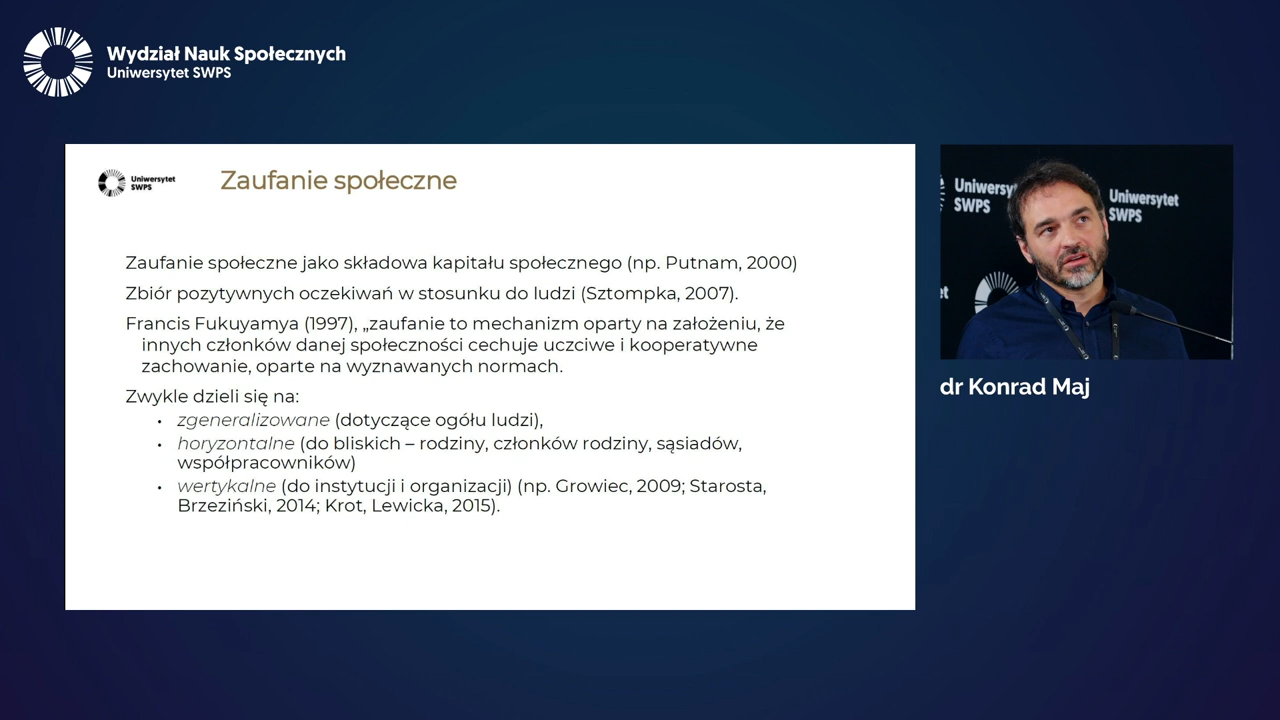 Wydział Nauk Społecznych
Uniwersytet SWPS
Uniwersytet
SWPS
Zaufanie społeczne
Zaufanie społeczne jako składowa kapitału społecznego (np. Putnam, 2000)
Zbiór pozytywnych oczekiwań w stosunku do ludzi (Sztompka, 2007).
Francis Fukuyamya (1997), „zaufanie to mechanizm oparty na założeniu, że
innych członków danej społeczności cechuje uczciwe i kooperatywne
zachowanie, oparte na wyznawanych normach.
Zwykle dzieli się na:
• zgeneralizowane (dotyczące ogółu ludzi),
• horyzontalne (do bliskich – rodziny, członków rodziny, sąsiadów,
współpracowników)
• wertykalne (do instytucji i organizacji) (np. Growiec, 2009; Starosta,
Brzeziński, 2014; Krot, Lewicka, 2015).
Uniwersy
SWPS
Uniwersytet
SWPS
et
dr Konrad Maj